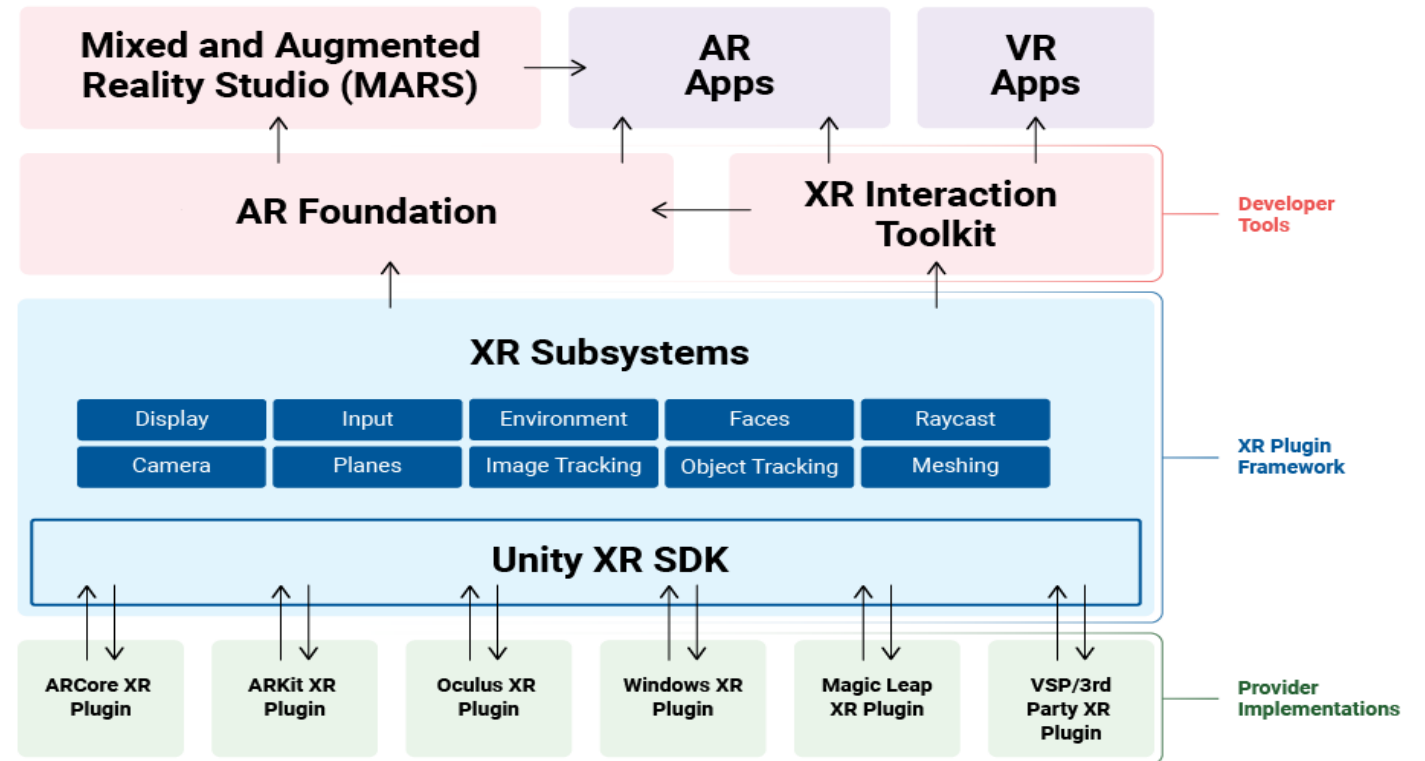 Mixed and Augmented
Reality Studio (MARS)
AR
Apps
VR
Apps
AR Foundation
XR Interaction
Toolkit
Developer
Tools
XR Subsystems
Display
Input
Environment
Faces
Raycast
Camera
Planes
Image Tracking
Object Tracking
Meshing
XR Plugin
Framework
Unity XR SDK
ARCore XR
Plugin
ARKit XR
Plugin
Oculus XR
Plugin
Windows XR
Plugin
Magic Leap
XR Plugin
VSP/3rd
Party XR
Plugin
Provider
Implementations